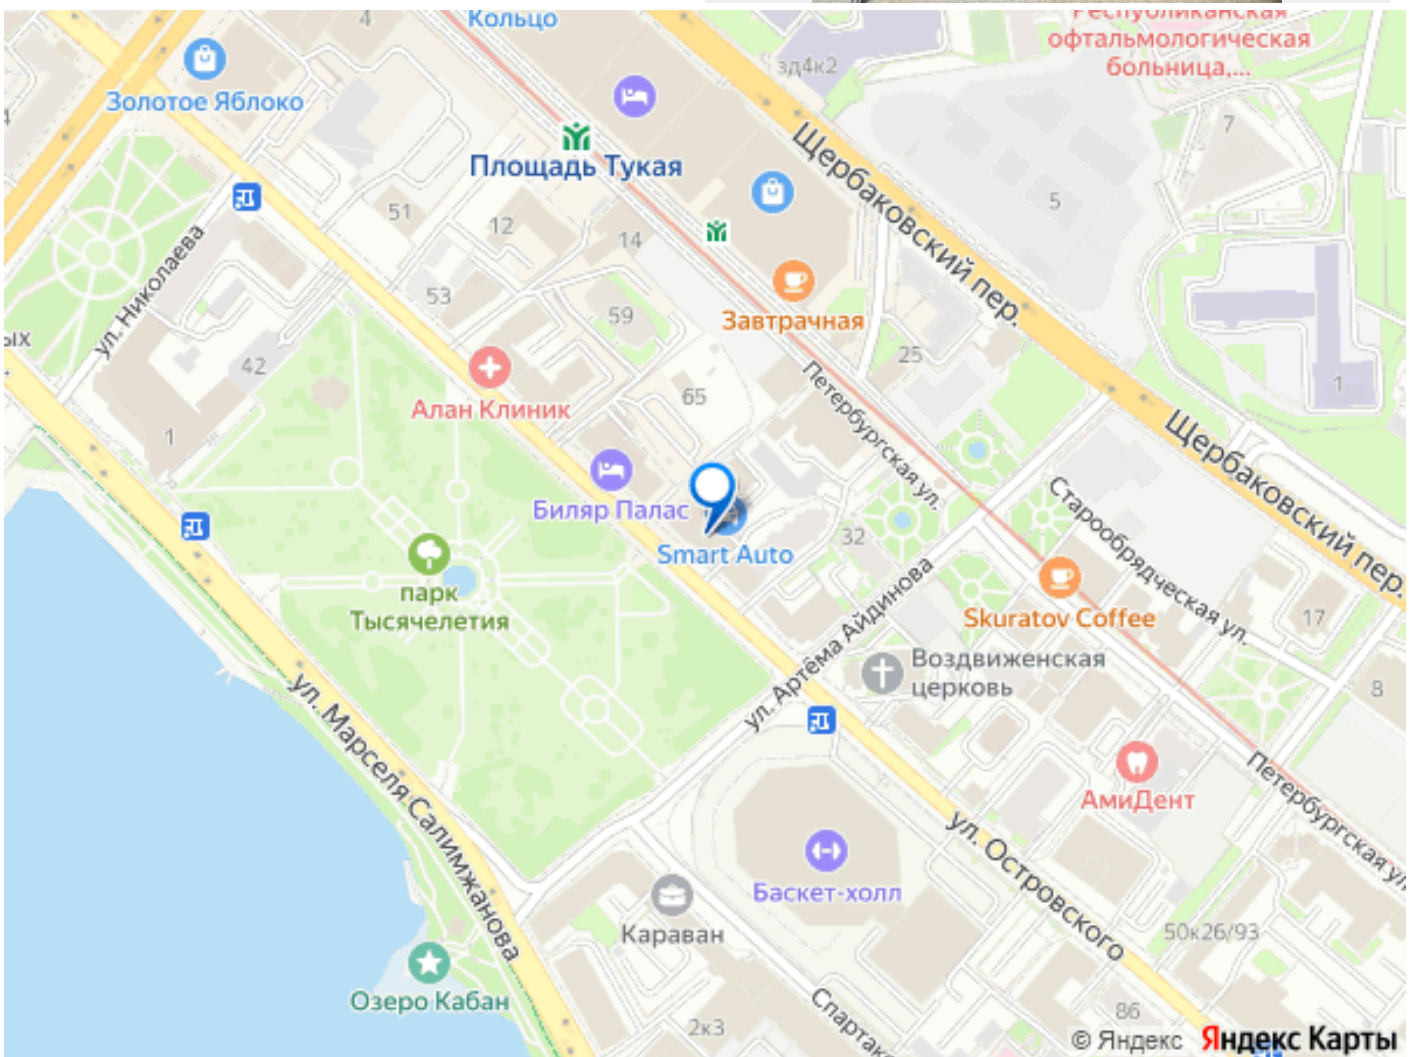 Кольцо
4
Республиканская
офтальмологическая
больница,...
зд4к2
Золотое Яблоко
7
Площадь Тукая
Щербаковский пер.
5
51
12
14
ул. Николаева
53
59
Завтрачная
25
ых
42
Алан Клиник
65
Петербургская ул.
1
1
Щербаковский пер.
Биляр Палас
Smart Auto
32
Старообрядческая ул.
парк
Тысячелетия
ул. Артёма Айдинова
Skuratov Coffee
17
Воздвиженская
церковь
8
ул. Марселя Салимжанова
АмиДент
Петербургская ул.
ул. Островского
Баскет-холл
Караван
50к26/93
Озеро Кабан
Спартак
2к3
86
© Яндекс Яндекс Карты